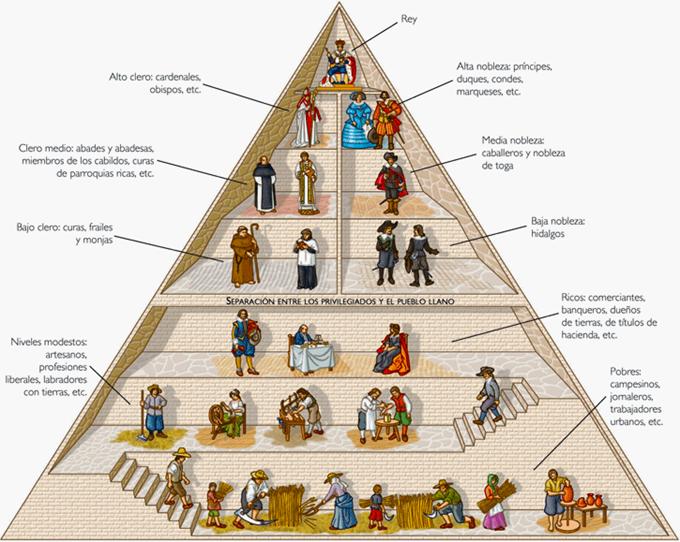 Rey
Alto clero: cardenales,
obispos, etc.
Alta nobleza: príncipes,
duques, condes,
marqueses, etc.
Clero medio: abades y abadesas,
miembros de los cabildos, curas
de parroquias ricas, etc.
Media nobleza:
caballeros y nobleza
de toga
Bajo clero: curas, frailes
y monjas
Baja nobleza:
hidalgos
SEPARACIÓN ENTRE LOS PRIVILEGIADOS Y EL PUEBLO LLANO
Ricos: comerciantes,
banqueros, dueños
de tierras, de títulos de
hacienda, etc.
Niveles modestos:
artesanos,
profesiones
liberales, labradores
con tierras, etc.
Pobres:
campesinos,
jornaleros,
trabajadores
urbanos, etc.